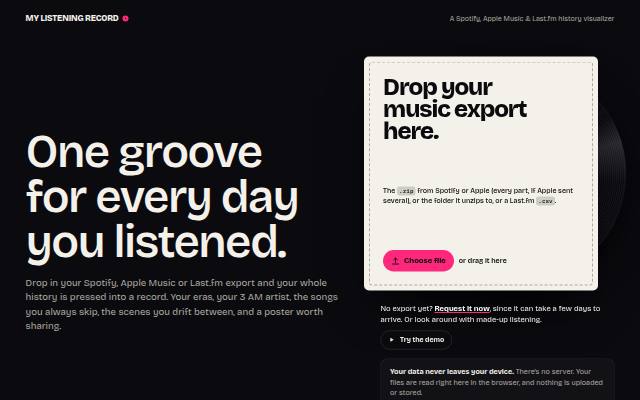 MY LISTENING RECORD
A Spotify, Apple Music & Last.fm history visualizer
One groove
for every day
you listened.
Drop in your Spotify, Apple Music or Last.fm export and your whole
history is pressed into a record. Your eras, your 3 AM artist, the songs
you always skip, the scenes you drift between, and a poster worth
sharing.
Drop your
music export
here.
The .zip from Spotify or Apple (every part, if Apple sent
several), or the folder it unzips to, or a Last.fm .csv.
Choose file
or drag it here
No export yet? Request it now, since it can take a few days to
arrive. Or look around with made-up listening.
Try the demo
Your data never leaves your device. There's no server. Your
files are read right here in the browser, and nothing is uploaded
or stored.